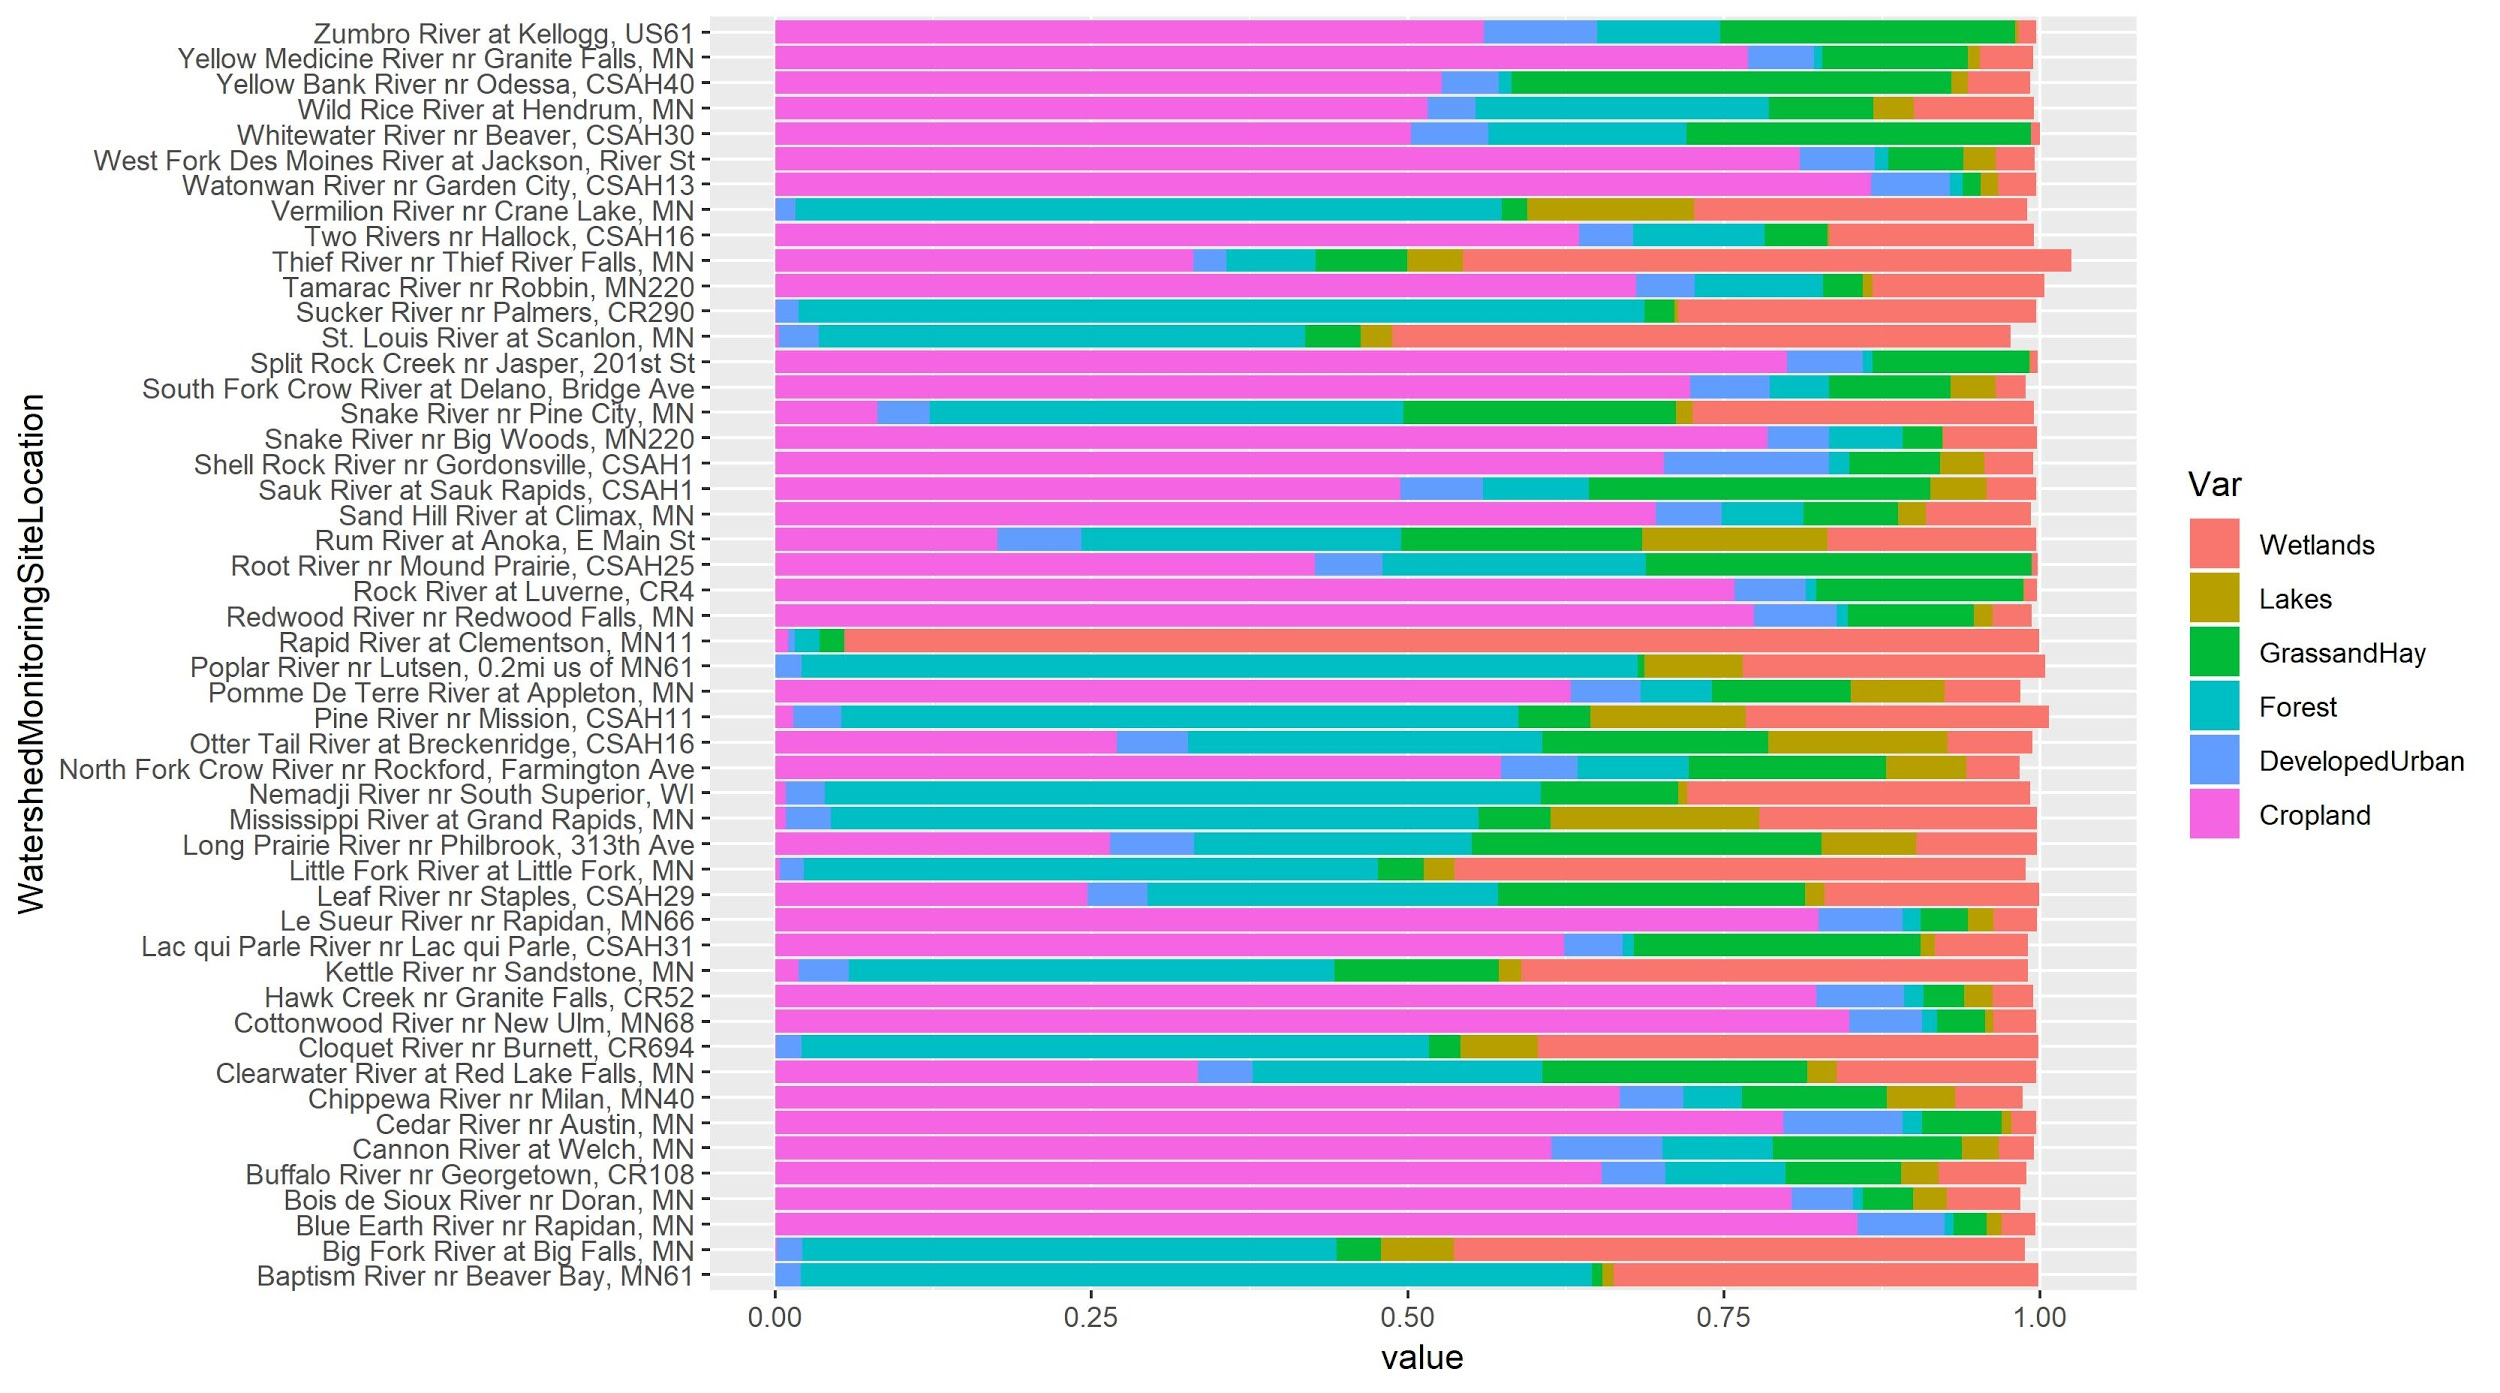 WatershedMonitoringSiteLocation
Zumbro River at Kellogg, US61
Yellow Medicine River nr Granite Falls, MN
Yellow Bank River nr Odessa, CSAH40
Wild Rice River at Hendrum, MN
Whitewater River nr Beaver, CSAH30
West Fork Des Moines River at Jackson, River St
Watonwan River nr Garden City, CSAH13
Vermilion River nr Crane Lake, MN
Two Rivers nr Hallock, CSAH16
Thief River nr Thief River Falls, MN
Tamarac River nr Robbin, MN220
Sucker River nr Palmers, CR290
St. Louis River at Scanlon, MN
Split Rock Creek nr Jasper, 201st St
South Fork Crow River at Delano, Bridge Ave
Snake River nr Pine City, MN
Snake River nr Big Woods, MN220
Shell Rock River nr Gordonsville, CSAH1
Sauk River at Sauk Rapids, CSAH1
Sand Hill River at Climax, MN
Rum River at Anoka, E Main St
Root River nr Mound Prairie, CSAH25
Rock River at Luverne, CR4
Redwood River nr Redwood Falls, MN
Rapid River at Clementson, MN11
Poplar River nr Lutsen, 0.2mi us of MN61
Pomme De Terre River at Appleton, MN
Pine River nr Mission, CSAH11
Otter Tail River at Breckenridge, CSAH16
North Fork Crow River nr Rockford, Farmington Ave
Nemadji River nr South Superior, WI
Mississippi River at Grand Rapids, MN
Long Prairie River nr Philbrook, 313th Ave
Little Fork River at Little Fork, MN
Leaf River nr Staples, CSAH29
Le Sueur River nr Rapidan, MN66
Lac qui Parle River nr Lac qui Parle, CSAH31
Kettle River nr Sandstone, MN
Hawk Creek nr Granite Falls, CR52
Cottonwood River nr New Ulm, MN68
Cloquet River nr Burnett, CR694
Clearwater River at Red Lake Falls, MN
Chippewa River nr Milan, MN40
Cedar River nr Austin, MN
Cannon River at Welch, MN
Buffalo River nr Georgetown, CR108
Bois de Sioux River nr Doran, MN
Blue Earth River nr Rapidan, MN
Big Fork River at Big Falls, MN
Baptism River nr Beaver Bay, MN61
0.00 0.25 0.50 0.75 1.00
value
Var
Wetlands
Lakes
GrassandHay
Forest
DevelopedUrban
Cropland